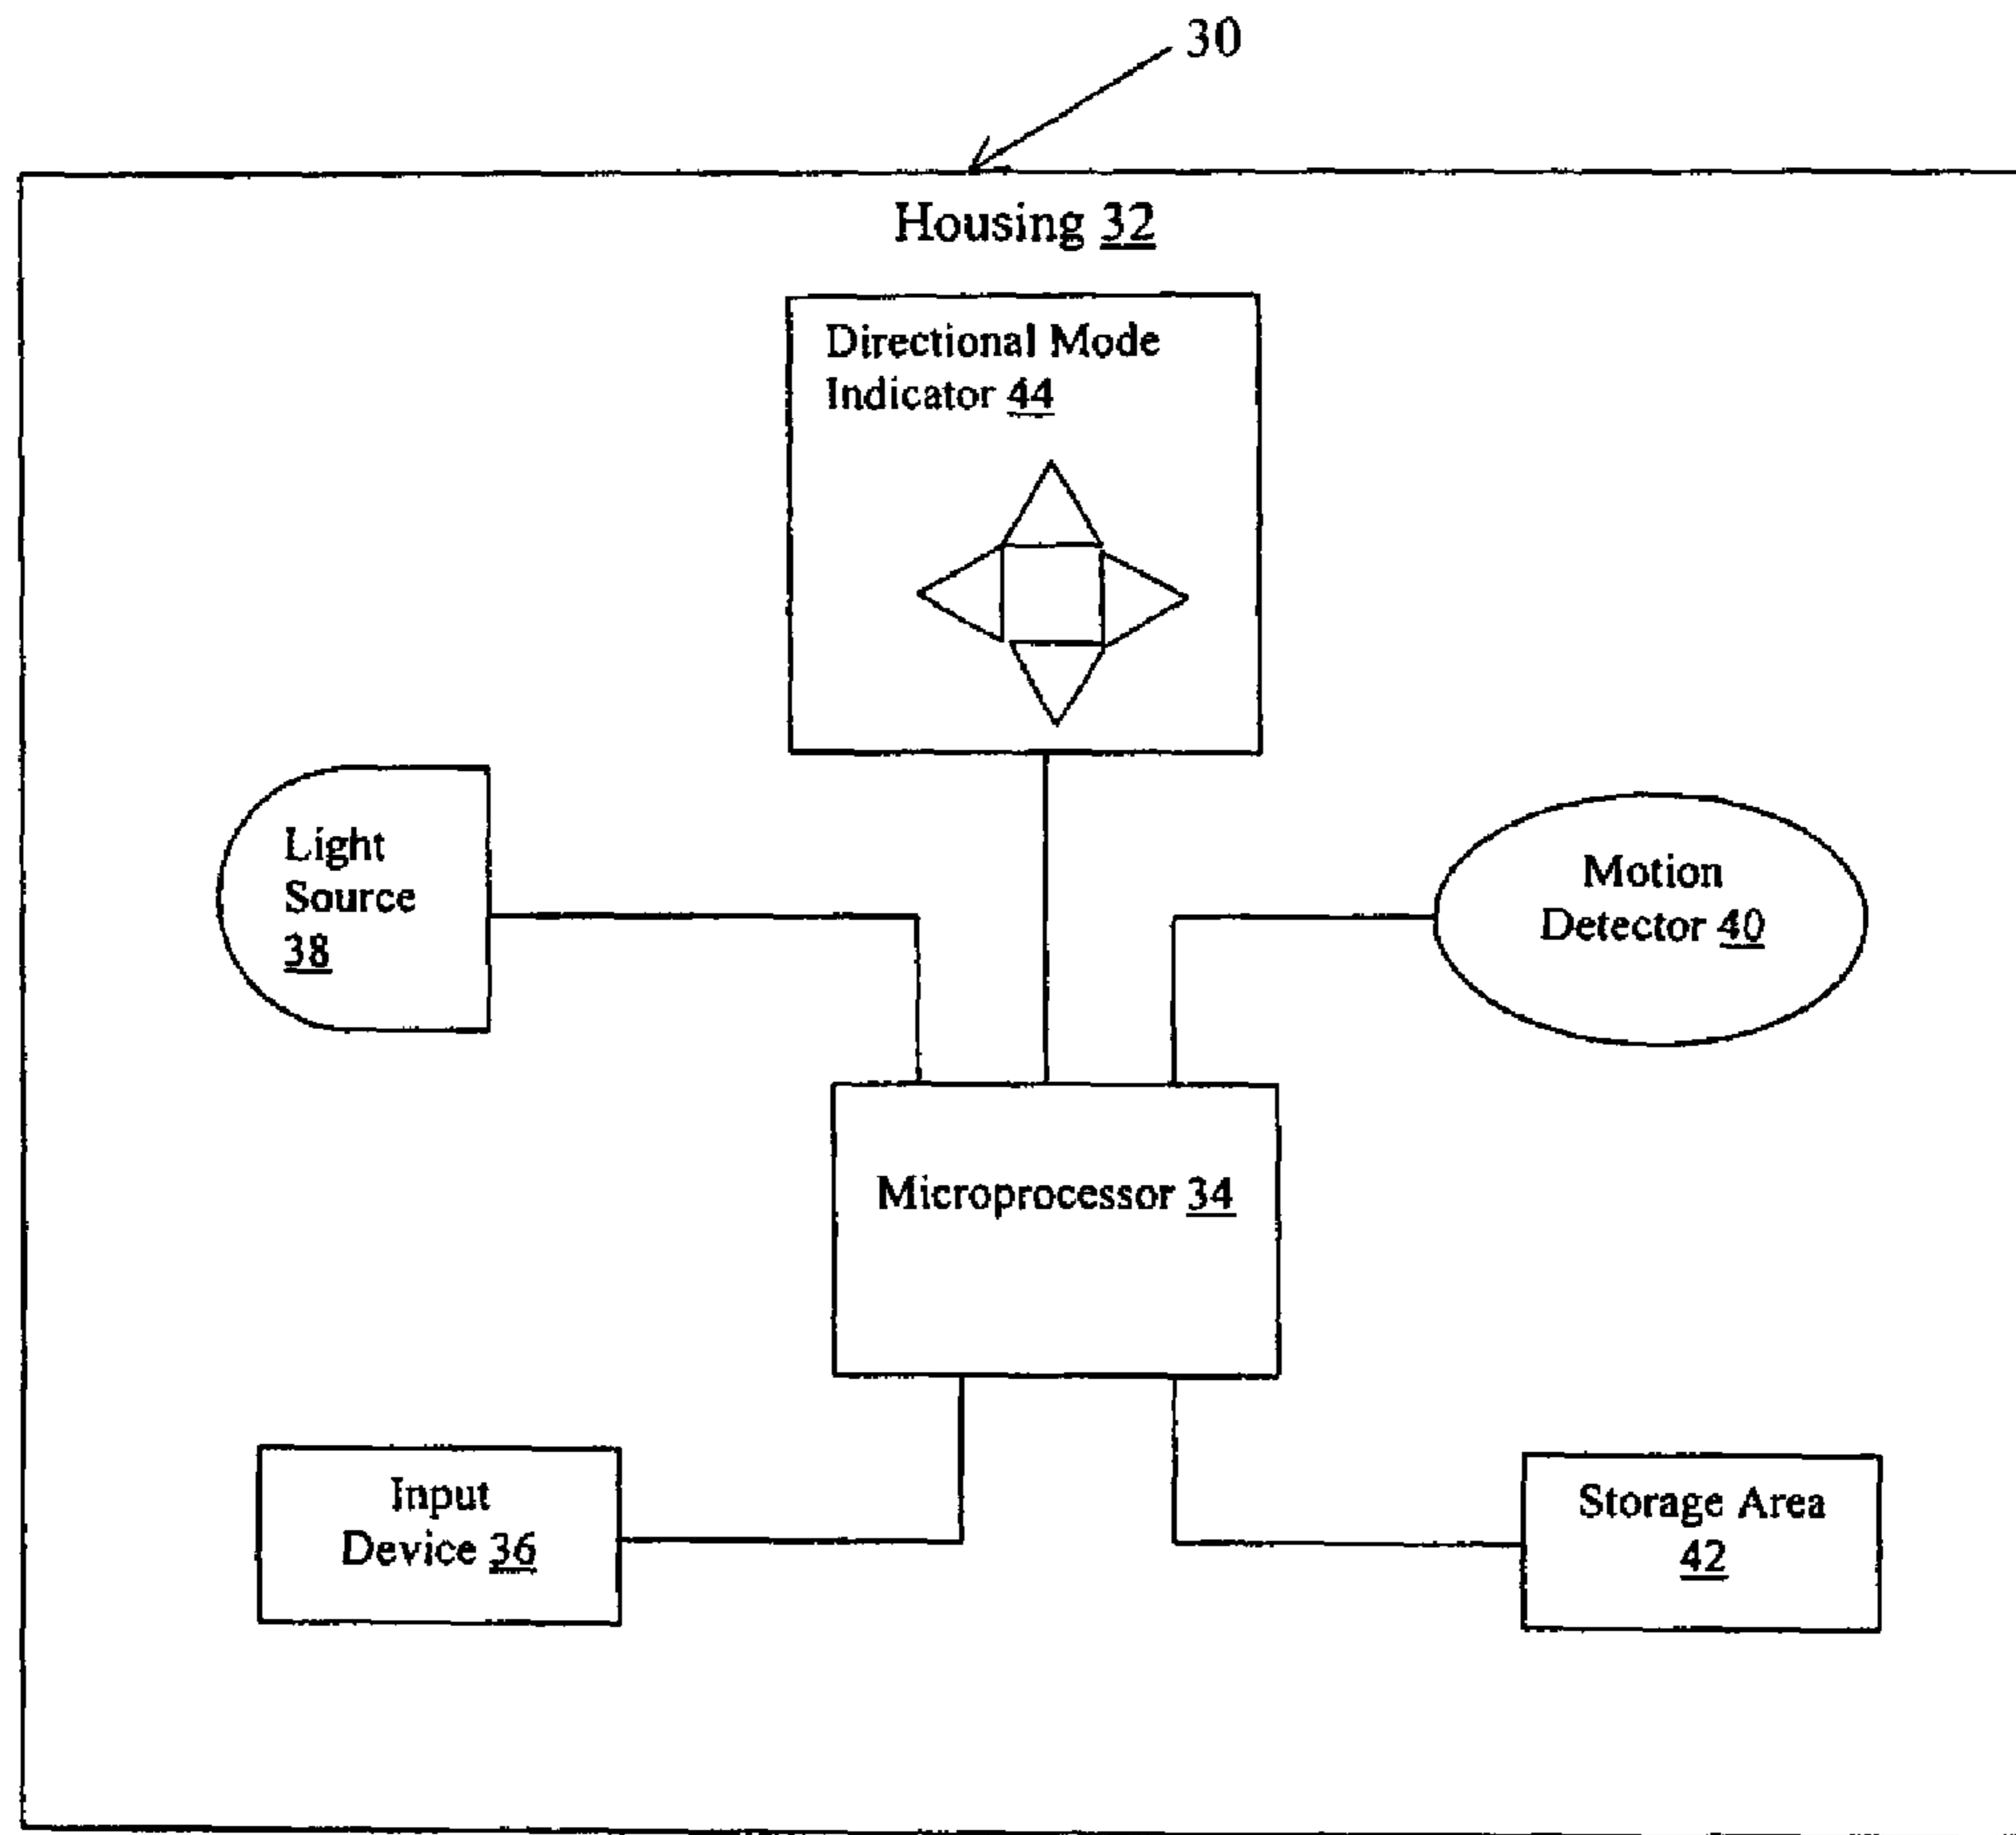 30
Housing 32
Directional Mode
Indicator 44
Light
Source
38
Motion
Detector 40
Microprocessor 34
Input
Device 36
Storage Area
42